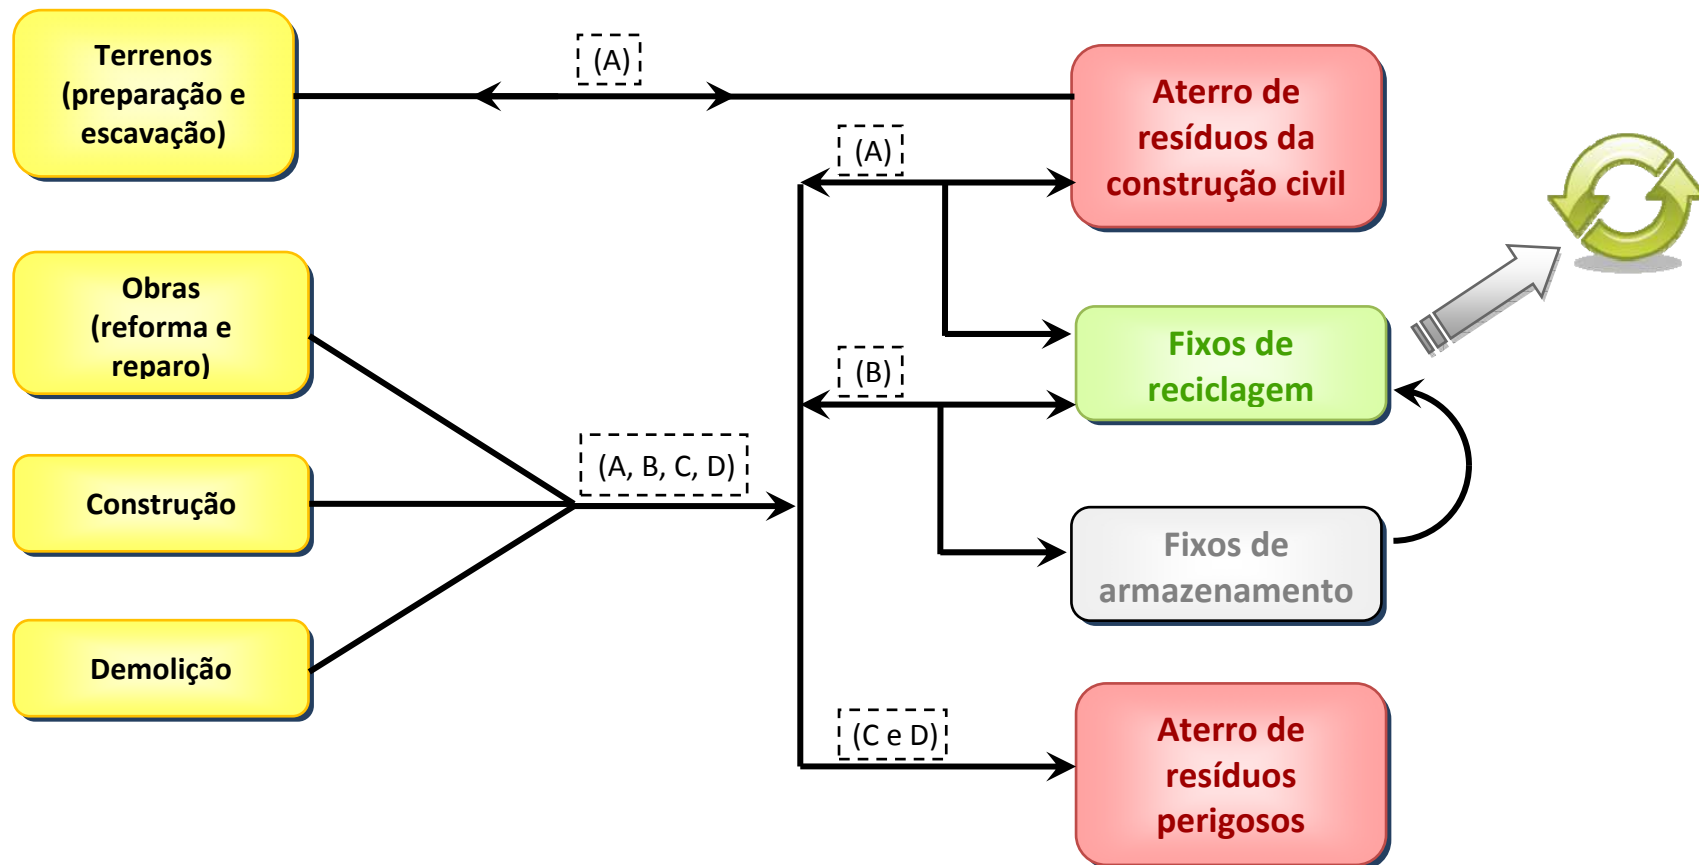 Terrenos
(preparação e
escavação)
(A)
Aterro de
resíduos da
construção civil
(A)
Obras
(reforma e
reparo)
Fixos de
reciclagem
(B)
(A, B, C, D)
Construção
Fixos de
armazenamento
Demolição
(C e D)
Aterro de
resíduos
perigosos